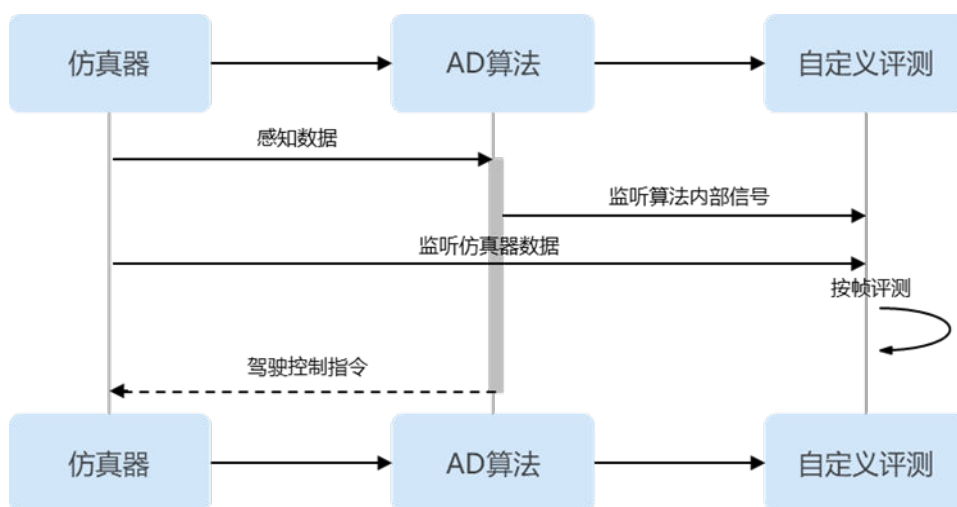 仿真器
AD算法
自定义评测
感知数据
监听算法内部信号
监听仿真器数据
按帧评测
驾驶控制指令
仿真器
AD算法
自定义评测